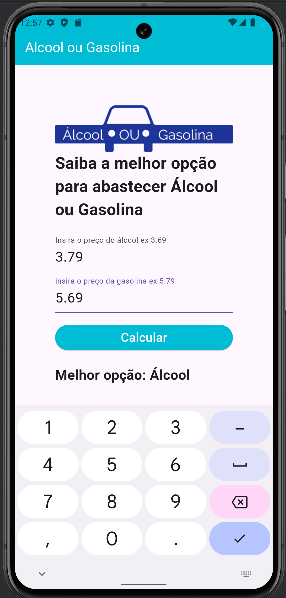 12:57
Alcool ou Gasolina
Álcool OU Gasolina
Saiba a melhor opção
para abastecer Álcool
ou Gasolina
Insira o preço do álcool ex 3.69
3.79
insira o preço da gasolina ex 5.79
5.69
Calcular
Melhor opção: Álcool
1 2 3 -
4 5 6
7 8 9
, 0 .